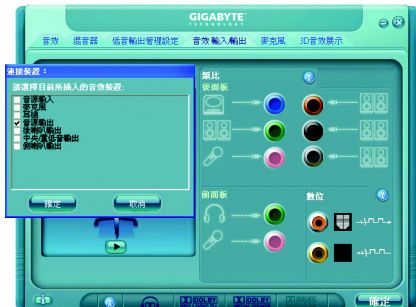 GIGABYTE
TECHNOLOGY
音效 混音器 低音輸出管理設定 音效輸入/輸出 麥克風 3D音效展示
連接裝置：
請選擇目前所插入的音效裝置：
音源輸入
麥克風
耳機
音源輸出
後喇叭輸出
中央/重低音輸出
側喇叭輸出
確定 取消
類比
後面板
前面板
數位
DOLBY DOLBY DOLBY
確定